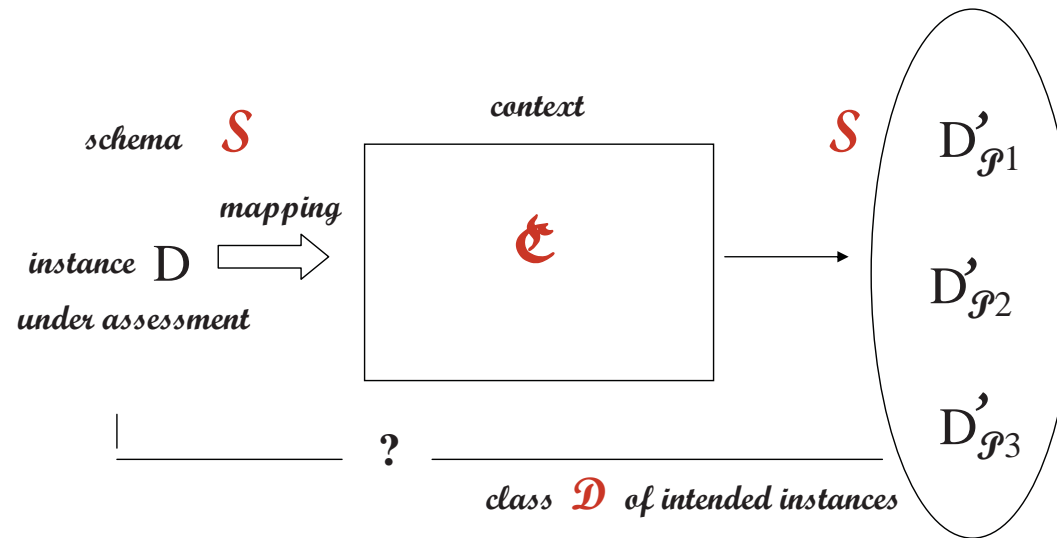 context
schema S
S
D'P1
mapping
C
instance D
under assessment
D'P2
D'P3
?
class D of intended instances